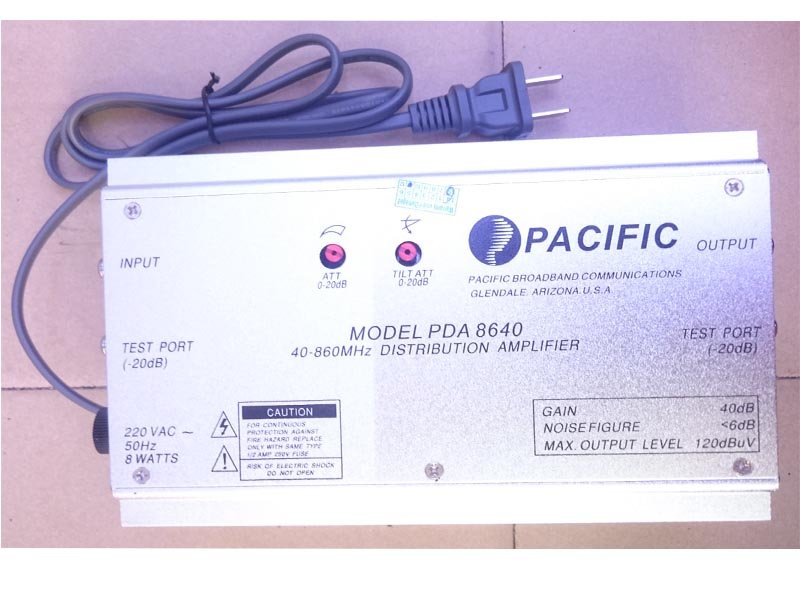 PACIFIC
PACIFIC BROADBAND COMMUNICATIONS
GLENDALE. ARIZONA.U.S.A.
INPUT
OUTPUT
ATT
0-20dB
TILT ATT
0-20dB
MODEL PDA 8640
40-860MHz DISTRIBUTION AMPLIFIER
TEST PORT
(-20dB)
TEST PORT
(-20dB)
220 VAC ~
50Hz
8 WATTS
CAUTION
FOR CONTINUOUS
PROTECTION AGAINST
FIRE HAZARD REPLACE
ONLY WITH SAME TYPE
1/2 AMP 250V FUSE
RISK OF ELECTRIC SHOCK
DO NOT OPEN
GAIN 40dB
NOISE FIGURE <6dB
MAX. OUTPUT LEVEL 120dBuV